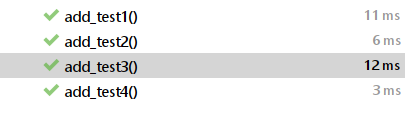 add_test1() 11 ms
add_test2() 6 ms
add_test3() 12 ms
add_test4() 3 ms